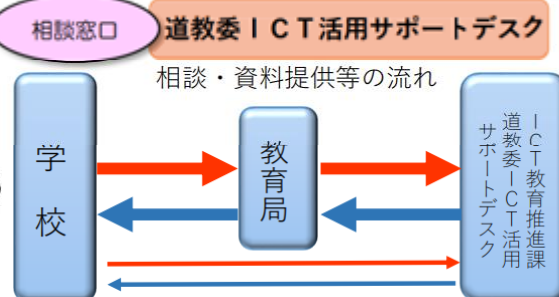 相談窓口
道教委ＩＣＴ活用サポートデスク
相談・資料提供等の流れ
学校
教育局
ＩＣＴ教育推進課
道教委ＩＣＴ活用
サポートデスク